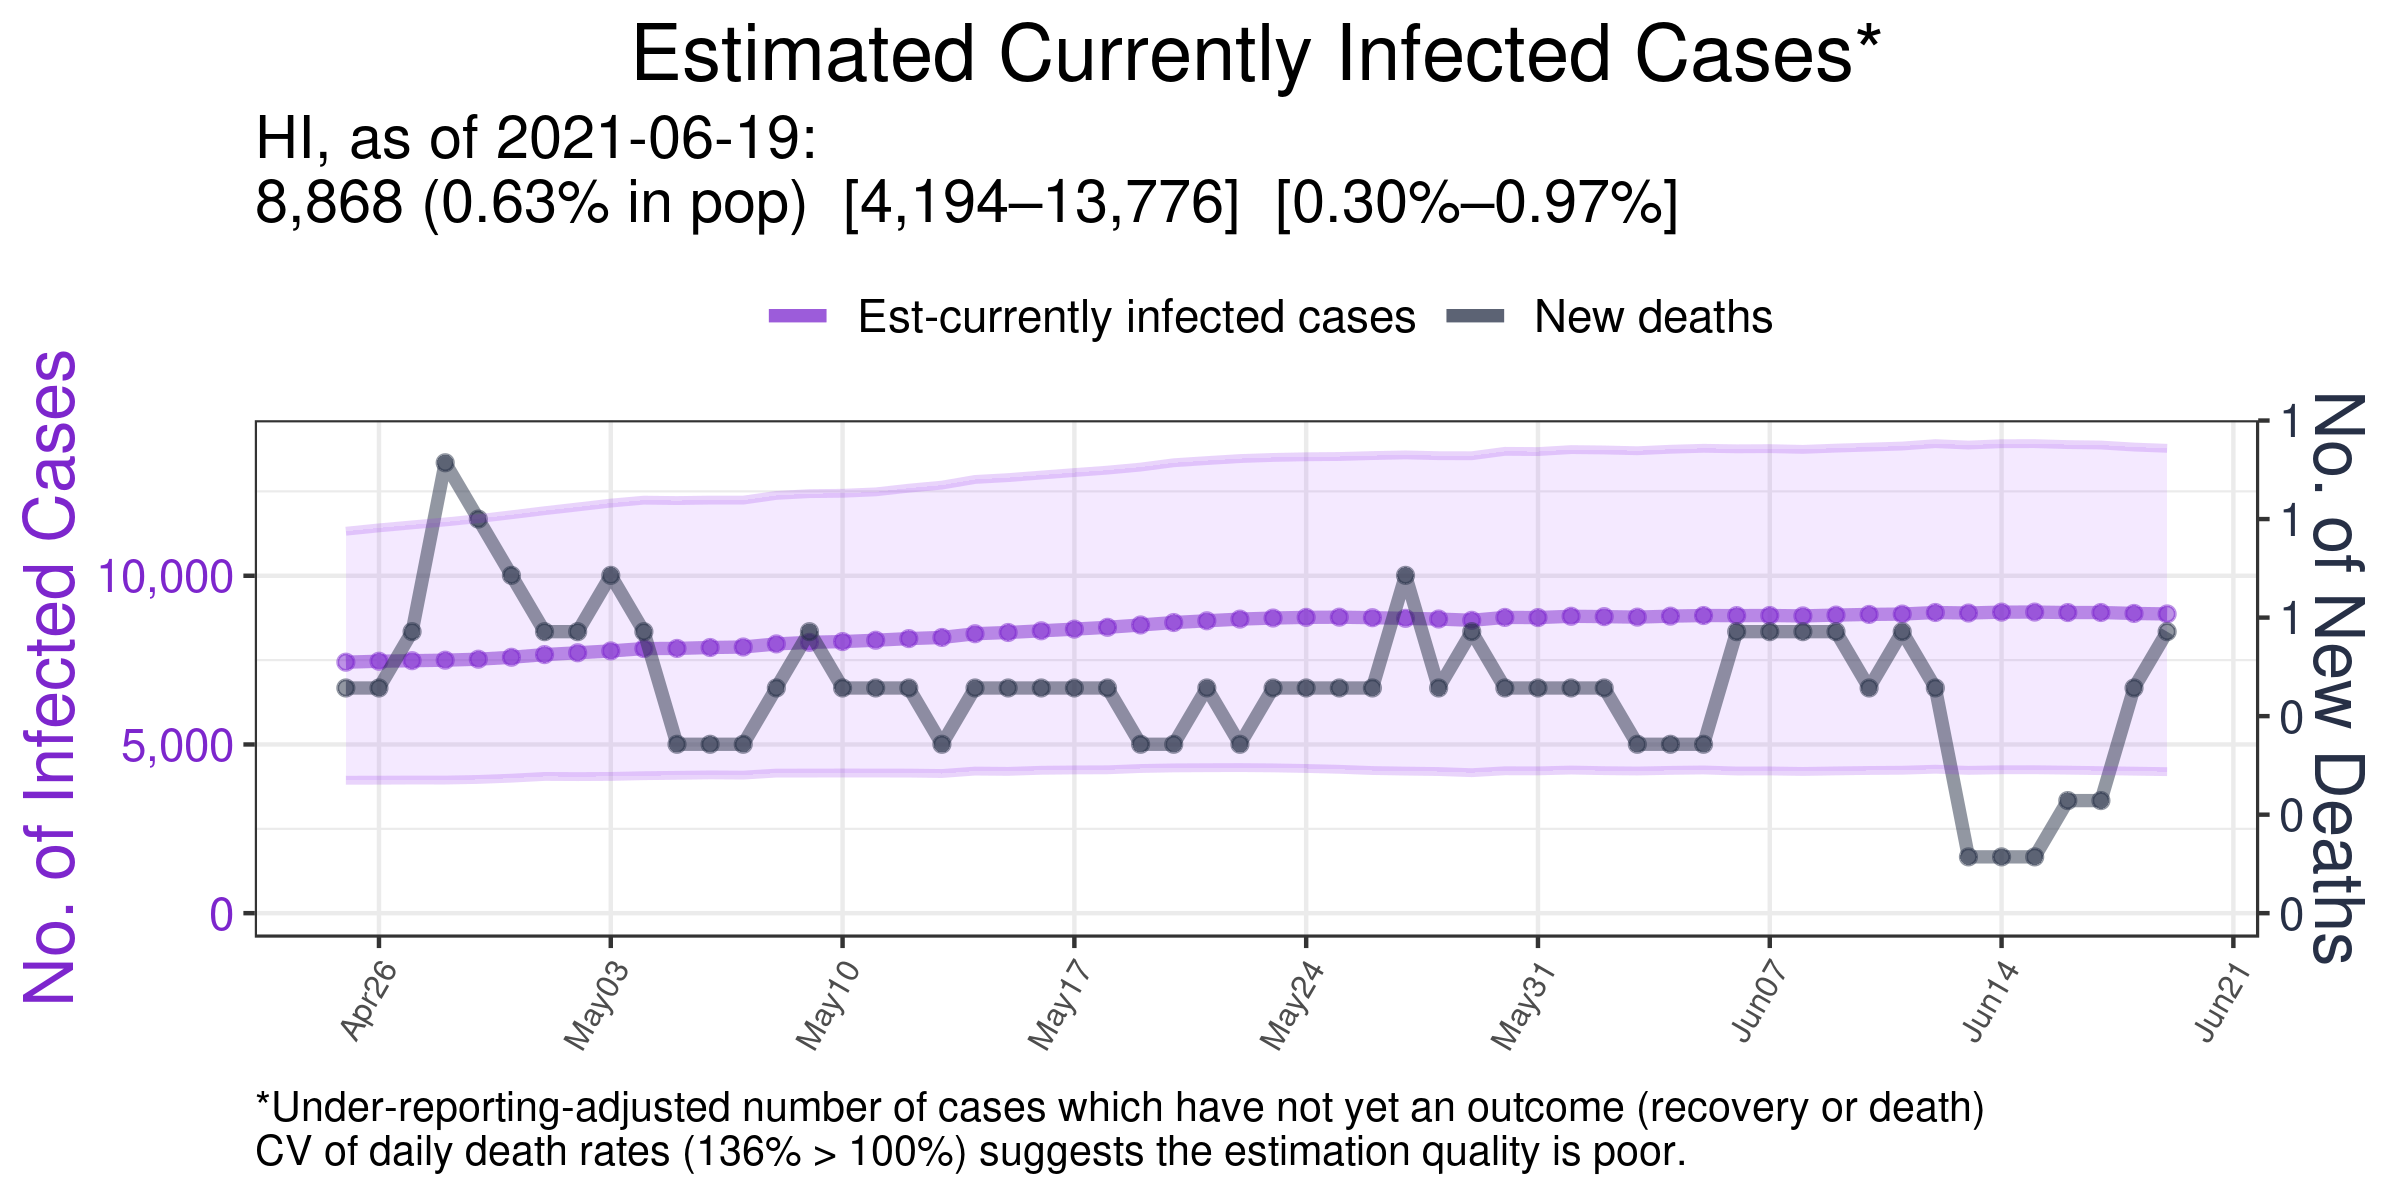 Estimated Currently Infected Cases*
HI, as of 2021-06-19:
8,868 (0.63% in pop)  [4,194–13,776]  [0.30%–0.97%]
Est-currently infected cases
New deaths
No. of Infected Cases
10,000
5,000
0
1
1
1
0
0
0
No. of New Deaths
Apr26
May03
May10
May17
May24
May31
Jun07
Jun14
Jun21
*Under-reporting-adjusted number of cases which have not yet an outcome (recovery or death)
CV of daily death rates (136% > 100%) suggests the estimation quality is poor.